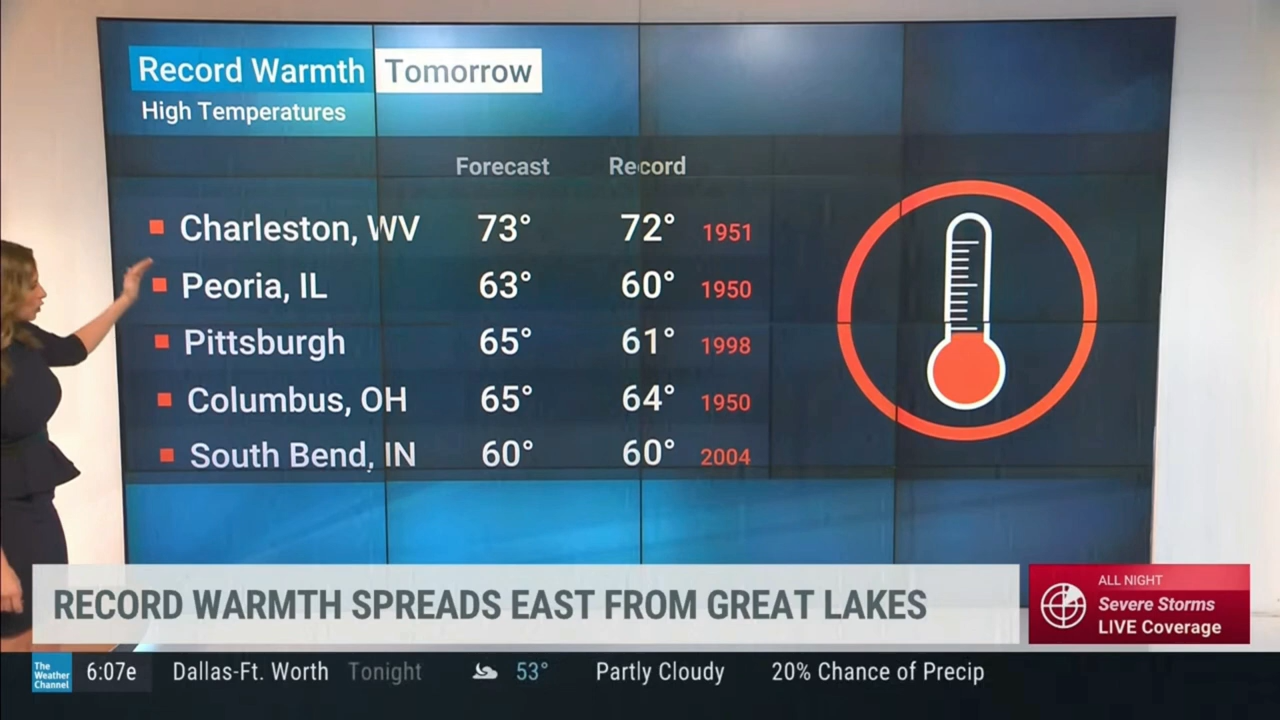 Record Warmth Tomorrow
High Temperatures
Forecast Record
Charleston, WV 73° 72° 1951
Peoria, IL 63° 60° 1950
Pittsburgh 65° 61° 1998
Columbus, OH 65° 64° 1950
South Bend, IN 60° 60° 2004
RECORD WARMTH SPREADS EAST FROM GREAT LAKES
ALL NIGHT
Severe Storms
LIVE Coverage
The
Weather
Channel
6:07e Dallas-Ft. Worth Tonight 53° Partly Cloudy 20% Chance of Precip